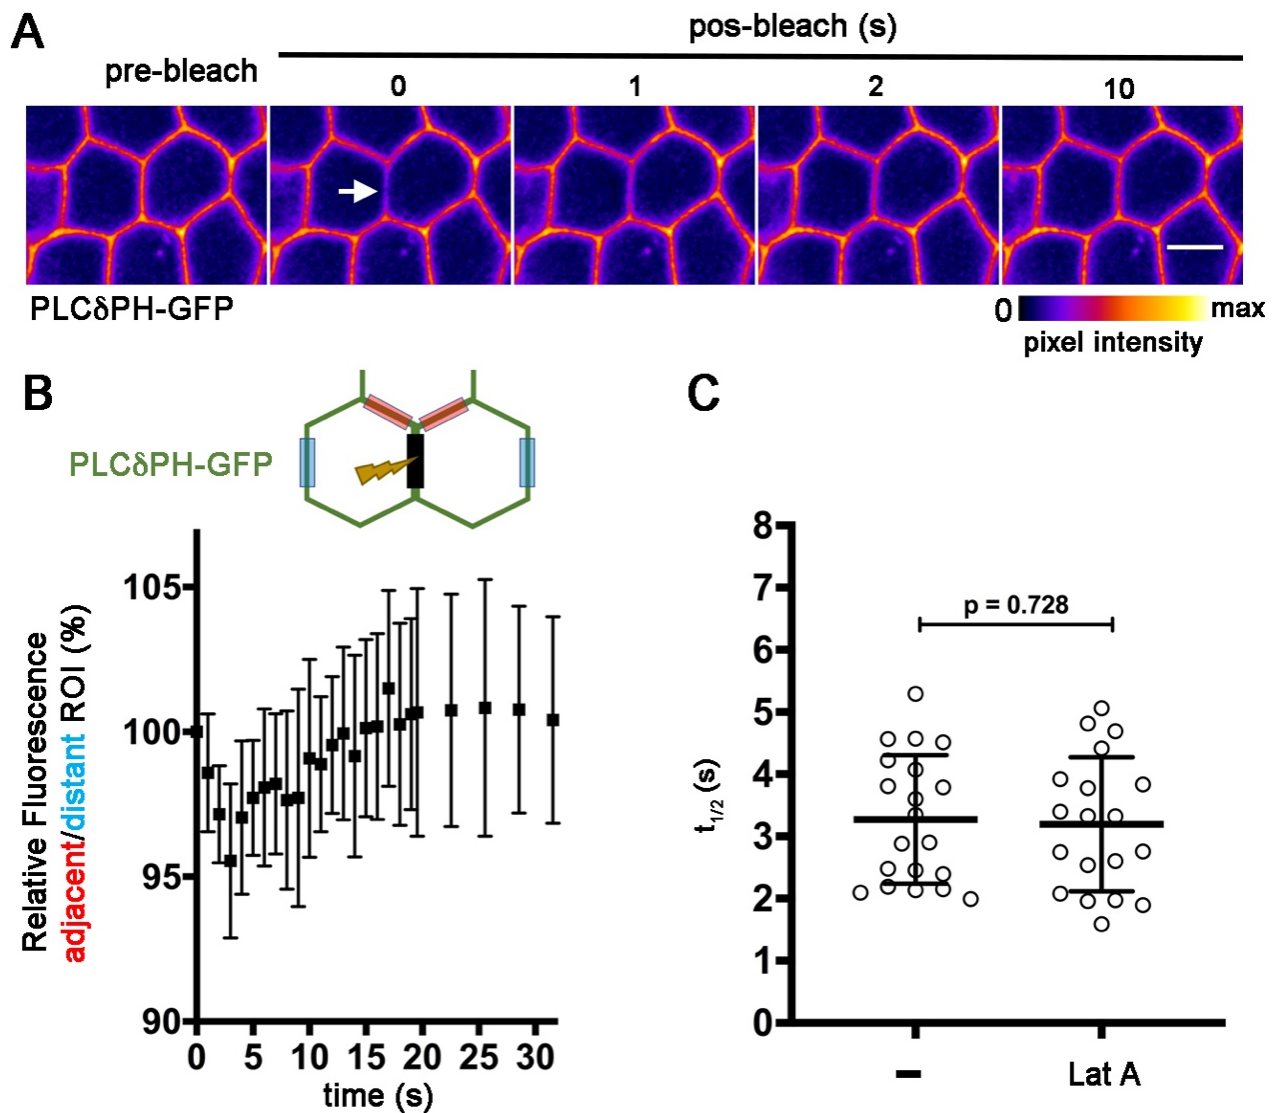 A
pos-bleach (s)
pre-bleach
0 1 2 10
PLCδPH-GFP
0 max
pixel intensity
B
PLCδPH-GFP
Relative Fluorescence
adjacent/distant ROI (%)
105
100
95
90
0 5 10 15 20 25 30
time (s)
C
t1/2 (s)
8
7
6
5
4
3
2
1
0
p = 0.728
– Lat A